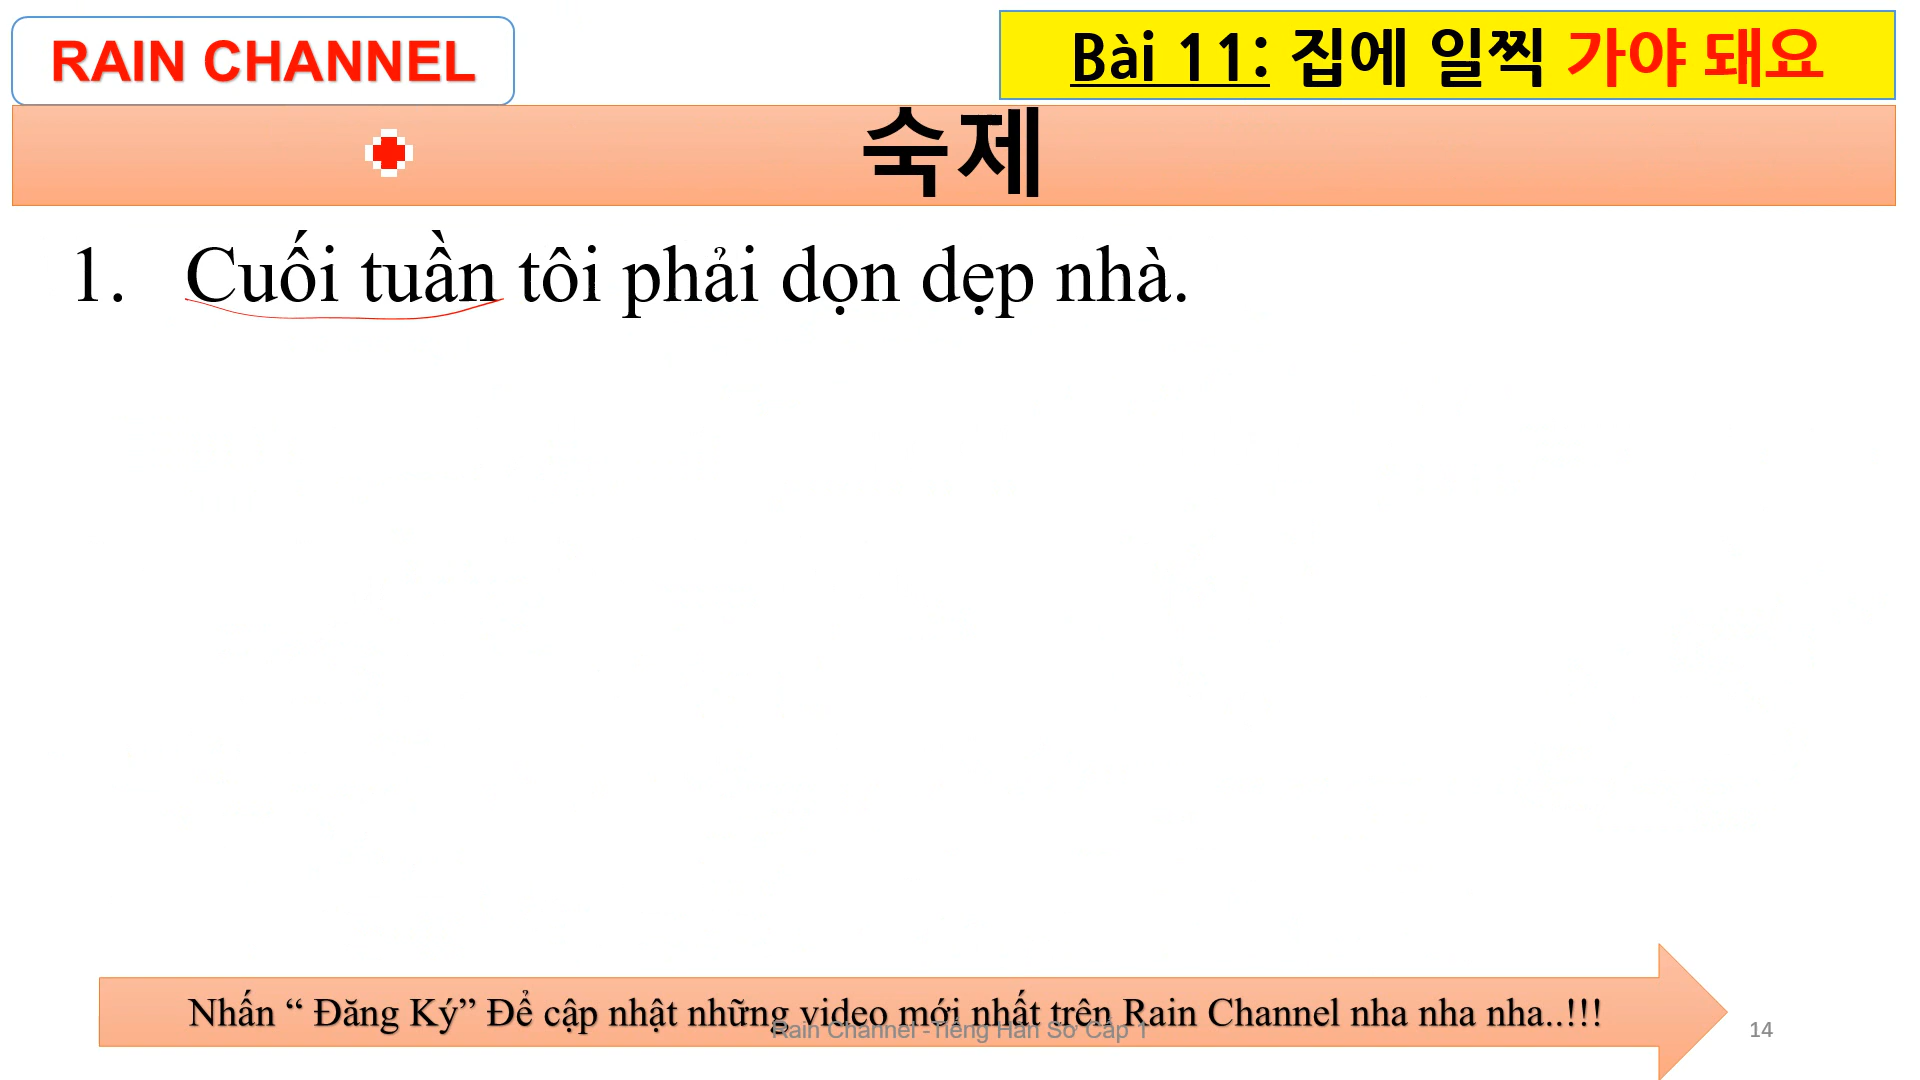 RAIN CHANNEL
Bài 11: 집에 일찍 가야 돼요
숙제
1. Cuối tuần tôi phải dọn dẹp nhà.
Nhấn “ Đăng Ký” Để cập nhật những video mới nhất trên Rain Channel nha nha nha..!!!
Rain Channel -Tiếng Hàn Sơ Cấp 1
14